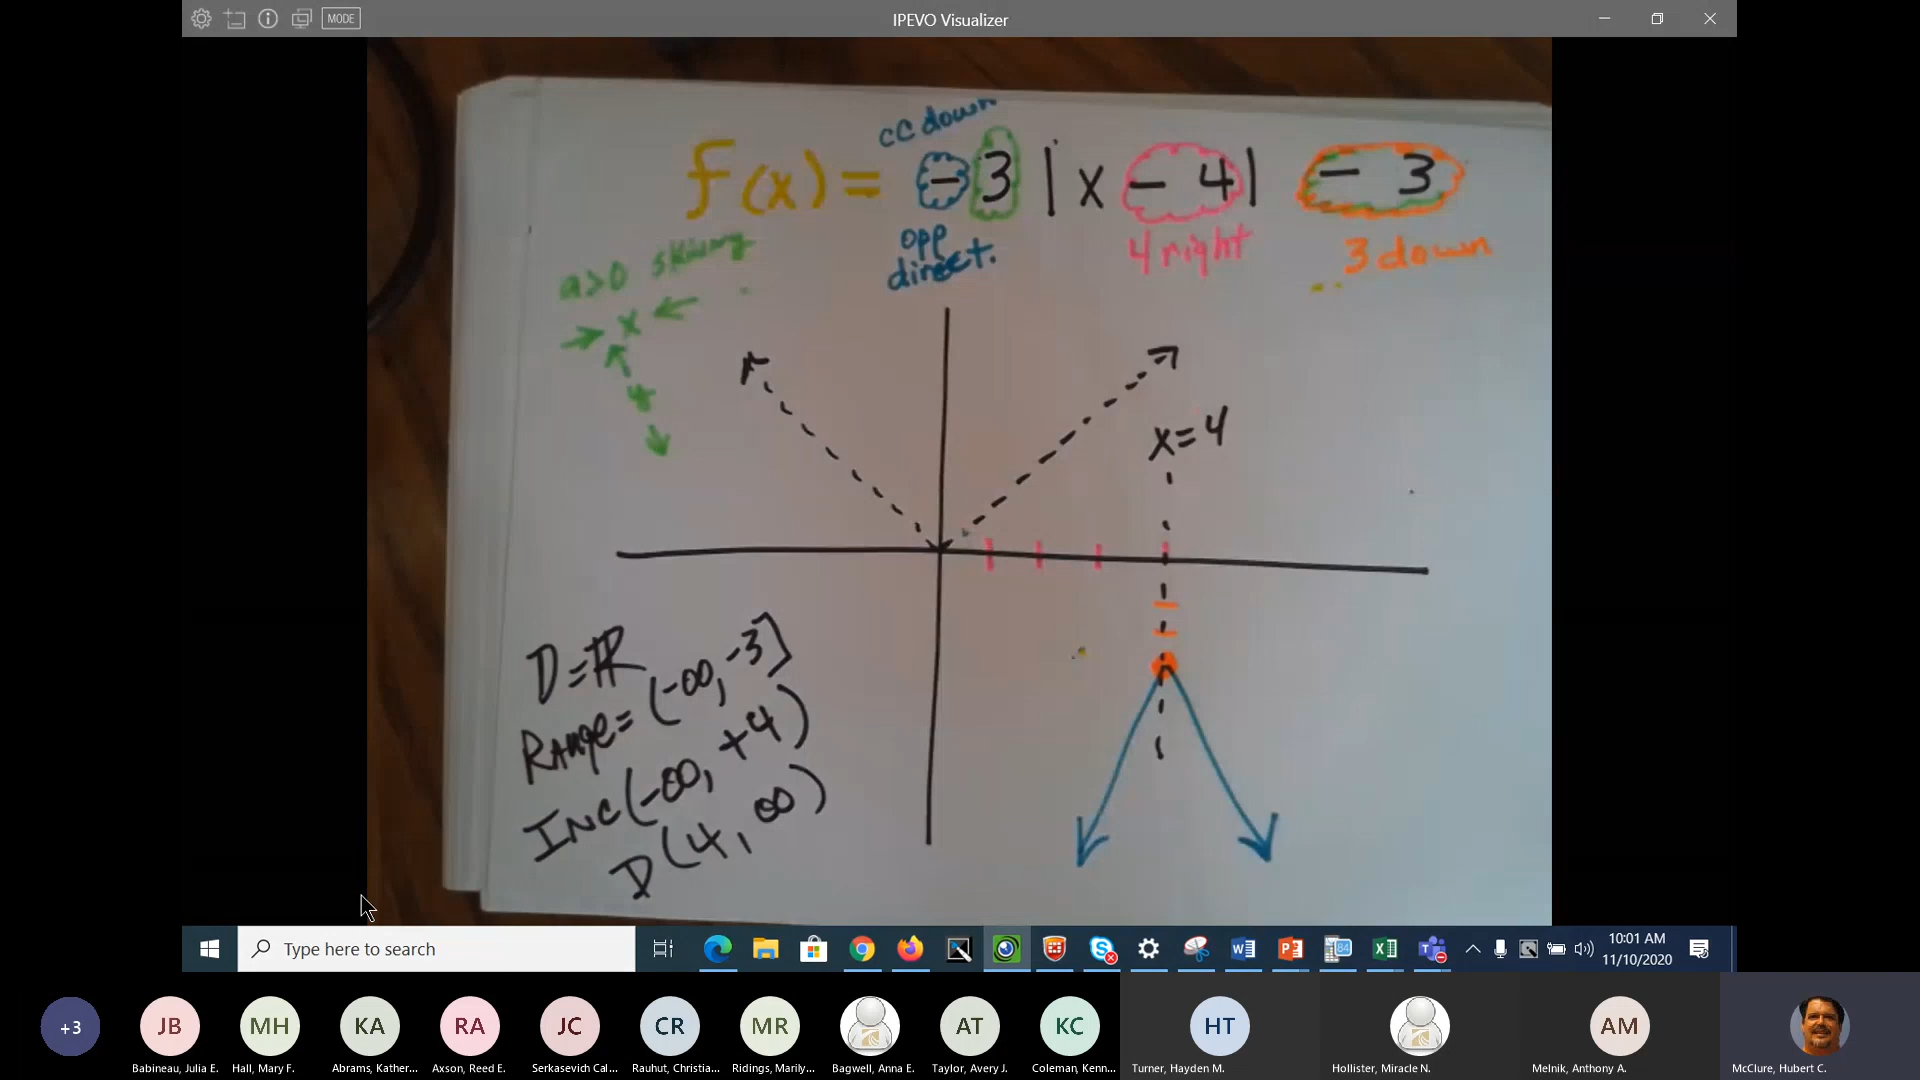 IPEVO Visualizer
MODE
cc down
f(x) = - 3 | x - 4 | - 3
opp direct.
4 right
3 down
a>0 skinny
x
x=4
D=ℝ
Range= (-∞, -3]
Inc (-∞, +4)
D (4, ∞)
Type here to search
84
10:01 AM
11/10/2020
+3
JB
MH
KA
RA
JC
CR
MR
AT
KC
HT
AM
Babineau, Julia E.
Hall, Mary F.
Abrams, Kather...
Axson, Reed E.
Serkasevich Cal...
Rauhut, Christia...
Ridings, Marily...
Bagwell, Anna E.
Taylor, Avery J.
Coleman, Kenn...
Turner, Hayden M.
Hollister, Miracle N.
Melnik, Anthony A.
McClure, Hubert C.